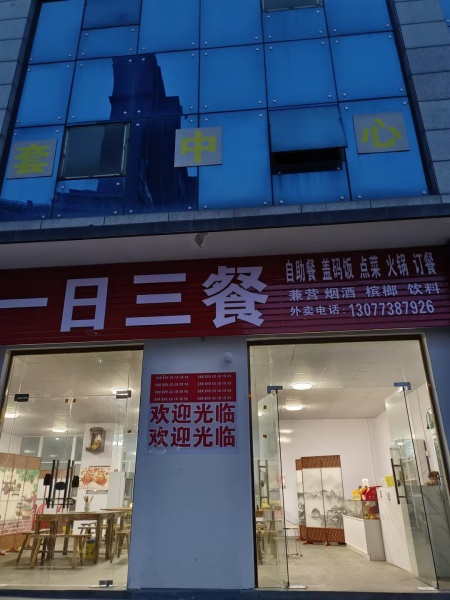 套 中 心
一日三餐
自助餐 盖码饭 点菜 火锅 订餐
兼营 烟酒 槟榔 饮料
外卖电话:13077387926
欢迎光临
欢迎光临